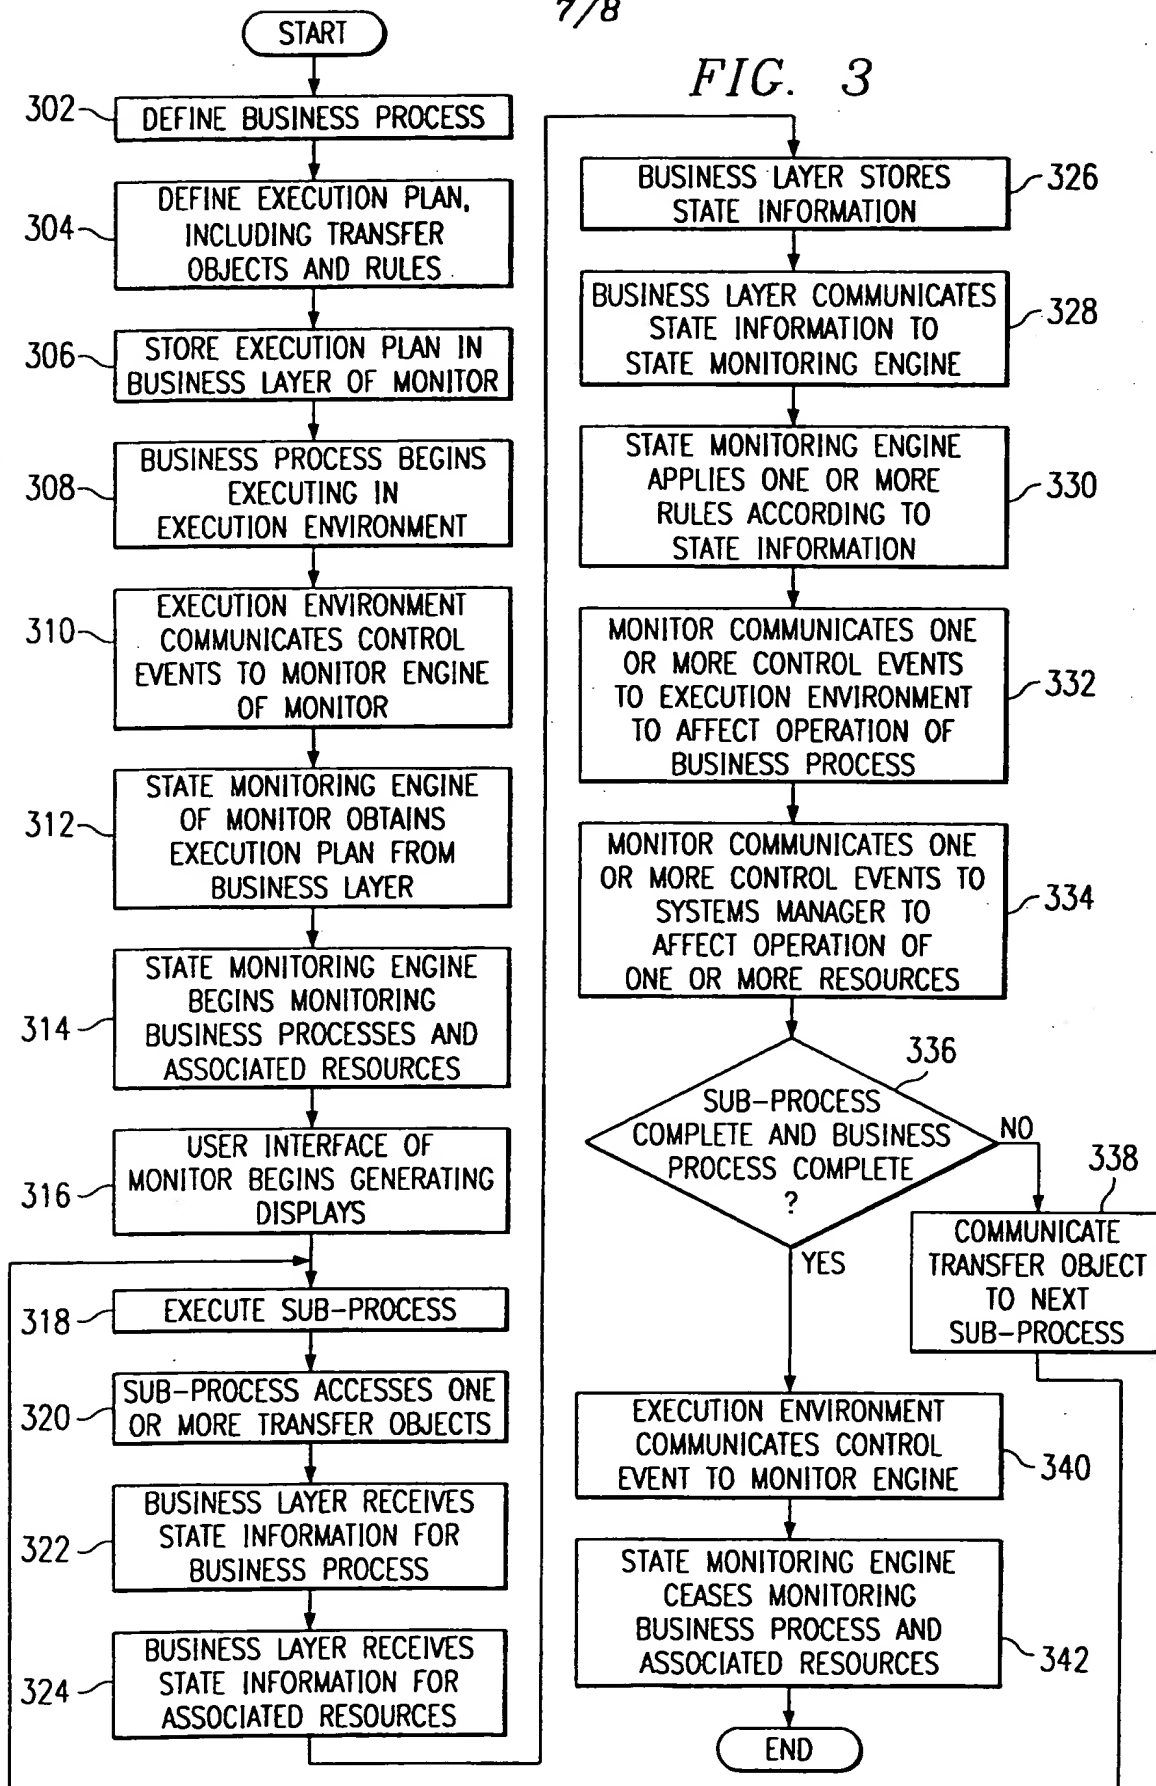 7/8
FIG. 3
START
302
DEFINE BUSINESS PROCESS
304
DEFINE EXECUTION PLAN,
INCLUDING TRANSFER
OBJECTS AND RULES
306
STORE EXECUTION PLAN IN
BUSINESS LAYER OF MONITOR
308
BUSINESS PROCESS BEGINS
EXECUTING IN
EXECUTION ENVIRONMENT
310
EXECUTION ENVIRONMENT
COMMUNICATES CONTROL
EVENTS TO MONITOR ENGINE
OF MONITOR
312
STATE MONITORING ENGINE
OF MONITOR OBTAINS
EXECUTION PLAN FROM
BUSINESS LAYER
314
STATE MONITORING ENGINE
BEGINS MONITORING
BUSINESS PROCESSES AND
ASSOCIATED RESOURCES
316
USER INTERFACE OF
MONITOR BEGINS GENERATING
DISPLAYS
318
EXECUTE SUB-PROCESS
320
SUB-PROCESS ACCESSES ONE
OR MORE TRANSFER OBJECTS
322
BUSINESS LAYER RECEIVES
STATE INFORMATION FOR
BUSINESS PROCESS
324
BUSINESS LAYER RECEIVES
STATE INFORMATION FOR
ASSOCIATED RESOURCES
BUSINESS LAYER STORES
STATE INFORMATION
326
BUSINESS LAYER COMMUNICATES
STATE INFORMATION TO
STATE MONITORING ENGINE
328
STATE MONITORING ENGINE
APPLIES ONE OR MORE
RULES ACCORDING TO
STATE INFORMATION
330
MONITOR COMMUNICATES ONE
OR MORE CONTROL EVENTS
TO EXECUTION ENVIRONMENT
TO AFFECT OPERATION OF
BUSINESS PROCESS
332
MONITOR COMMUNICATES ONE
OR MORE CONTROL EVENTS TO
SYSTEMS MANAGER TO
AFFECT OPERATION OF
ONE OR MORE RESOURCES
334
336
SUB-PROCESS
COMPLETE AND BUSINESS
PROCESS COMPLETE
?
NO
YES
338
COMMUNICATE
TRANSFER OBJECT
TO NEXT
SUB-PROCESS
EXECUTION ENVIRONMENT
COMMUNICATES CONTROL
EVENT TO MONITOR ENGINE
340
STATE MONITORING ENGINE
CEASES MONITORING
BUSINESS PROCESS AND
ASSOCIATED RESOURCES
342
END